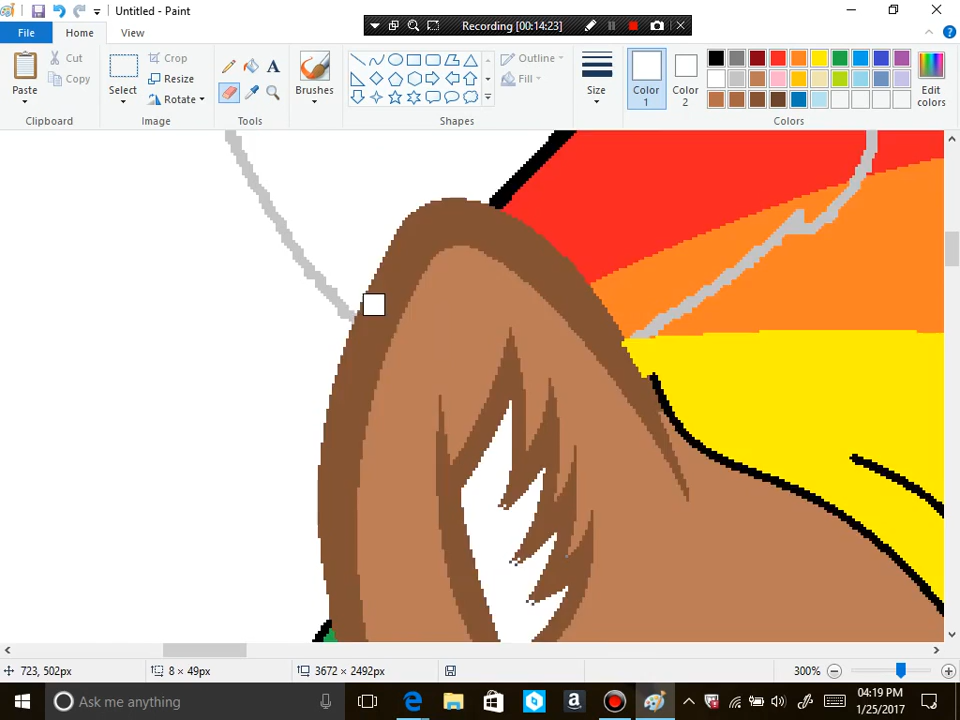 Untitled - Paint
Recording [00:14:23]
File
Home
View
Paste
Cut
Copy
Clipboard
Select
Crop
Resize
Rotate
Image
A
Tools
Brushes
Outline
Fill
Shapes
Size
Color 1
Color 2
Edit colors
Colors
723, 502px
8 × 49px
3672 × 2492px
300%
Ask me anything
04:19 PM
1/25/2017